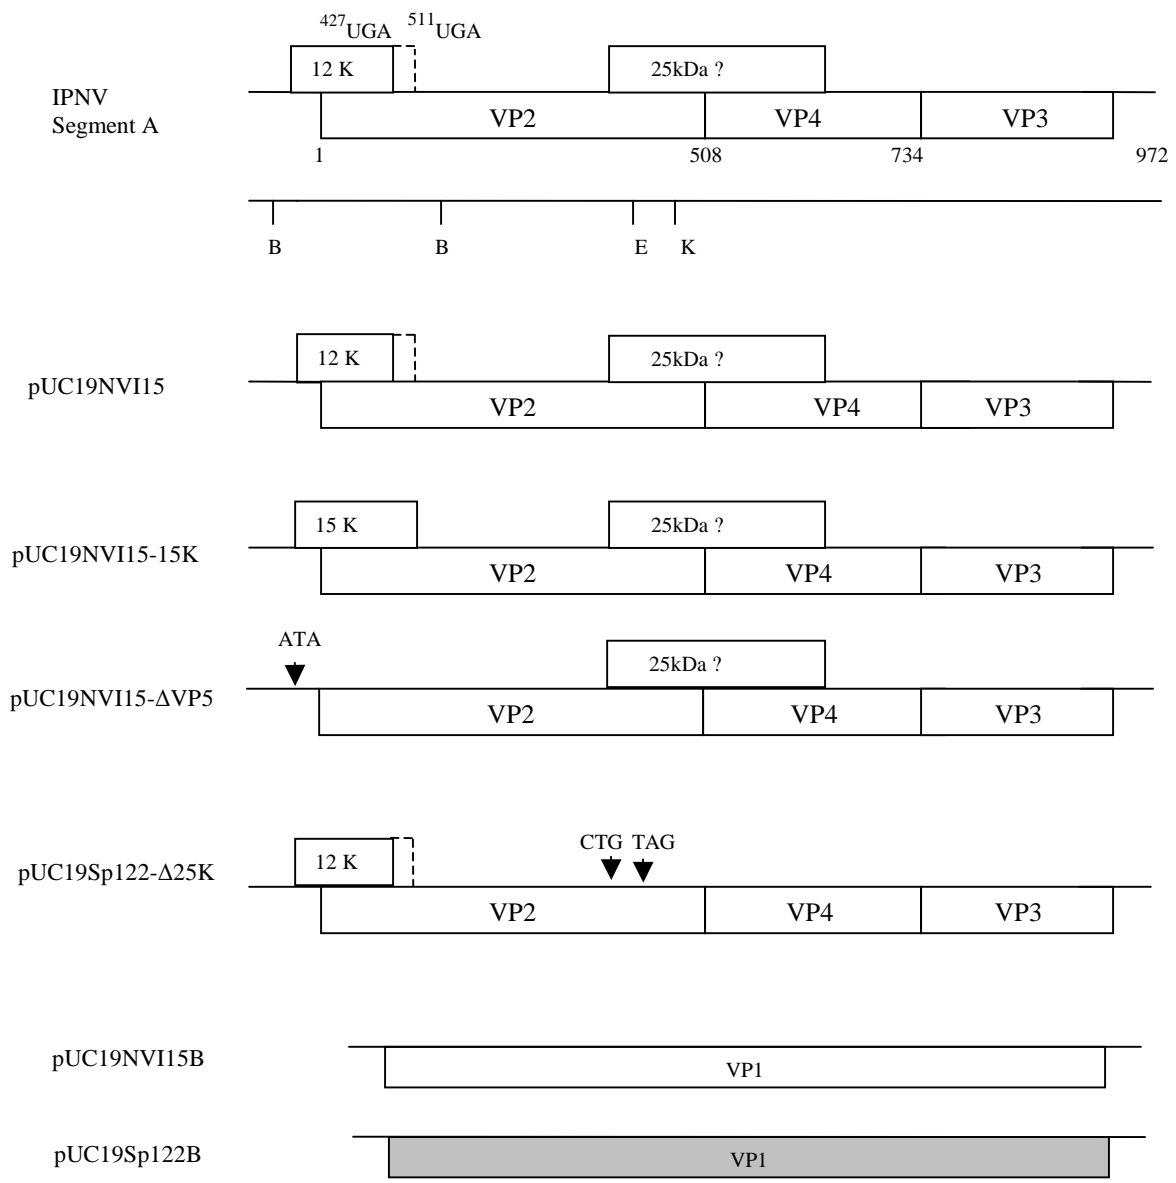 427UGA 511UGA
12 K 25kDa ?
IPNV
Segment A
VP2 VP4 VP3
1 508 734 972
B B E K
12 K 25kDa ?
pUC19NVI15
VP2 VP4 VP3
15 K 25kDa ?
pUC19NVI15-15K
VP2 VP4 VP3
ATA
25kDa ?
pUC19NVI15-ΔVP5
VP2 VP4 VP3
CTG TAG
12 K
pUC19Sp122-Δ25K
VP2 VP4 VP3
pUC19NVI15B
VP1
pUC19Sp122B
VP1